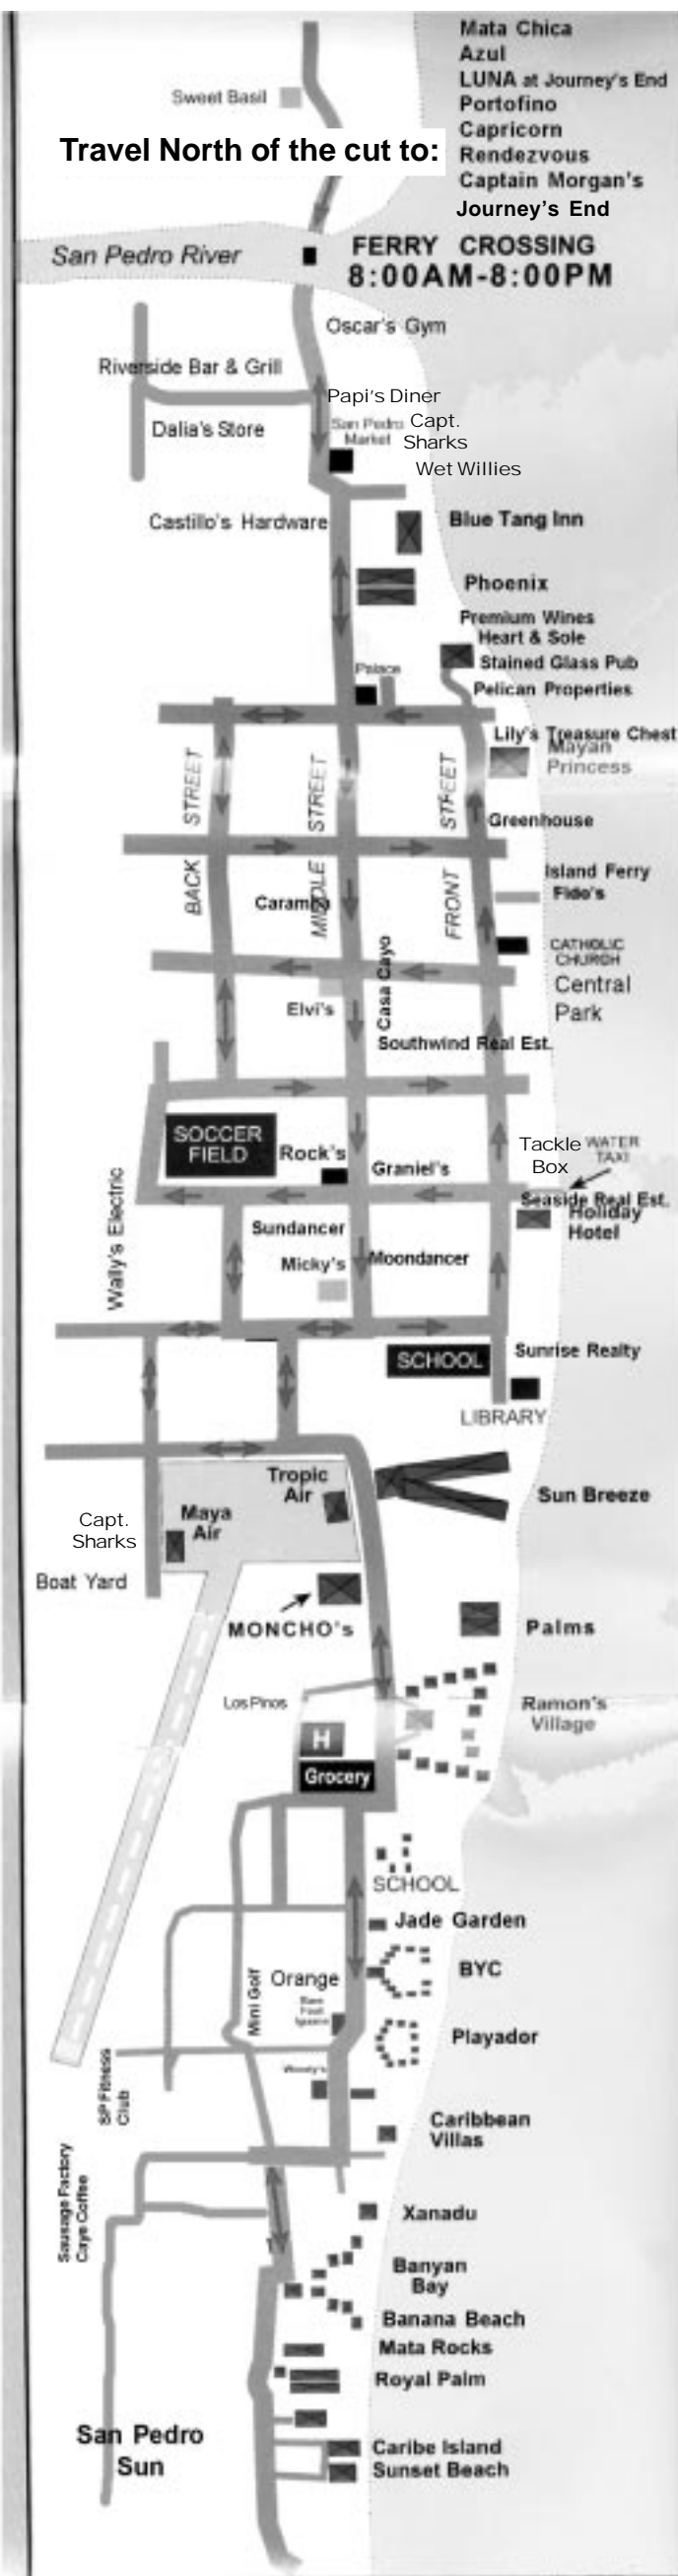 Mata Chica
Azul
LUNA at Journey's End
Portofino
Capricorn
Rendezvous
Captain Morgan's
Journey's End
Sweet Basil
Travel North of the cut to:
San Pedro River
FERRY CROSSING
8:00AM-8:00PM
Oscar's Gym
Riverside Bar & Grill
Papi's Diner
Dalia's Store
San Pedro
Market
Capt.
Sharks
Wet Willies
Castillo's Hardware
Blue Tang Inn
Phoenix
Premium Wines
Heart & Sole
Stained Glass Pub
Palace
Pelican Properties
Lily's Treasure Chest
Mayan
Princess
BACK STREET
MIDDLE STREET
FRONT STREET
Greenhouse
Island Ferry
Fido's
Caramba
CATHOLIC
CHURCH
Central
Park
Casa Cayo
Elvi's
Southwind Real Est.
SOCCER
FIELD
Rock's
Graniel's
Tackle
Box
WATER
TAXI
Seaside Real Est.
Holiday
Hotel
Wally's Electric
Sundancer
Micky's
Moondancer
SCHOOL
Sunrise Realty
LIBRARY
Tropic
Air
Maya
Air
Sun Breeze
Capt.
Sharks
Boat Yard
MONCHO's
Palms
Los Pinos
Ramon's
Village
H
Grocery
SCHOOL
Jade Garden
Mini Golf
Orange
BYC
Bare
Foot
Iguana
Playador
SP Fitness
Club
Woody's
Caribbean
Villas
Sausage Factory
Caye Coffee
Xanadu
Banyan
Bay
Banana Beach
Mata Rocks
Royal Palm
San Pedro
Sun
Caribe Island
Sunset Beach